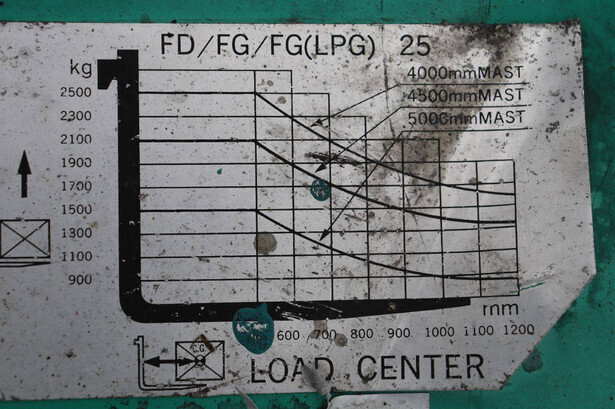 FD/FG/FG(LPG) 25
kg
4000mmMAST
2500
4500mmMAST
2300
5000mmMAST
2100
1900
1700
1500
1300
1100
900
mm
600 700 800 900 1000 1100 1200
C.G
LOAD CENTER